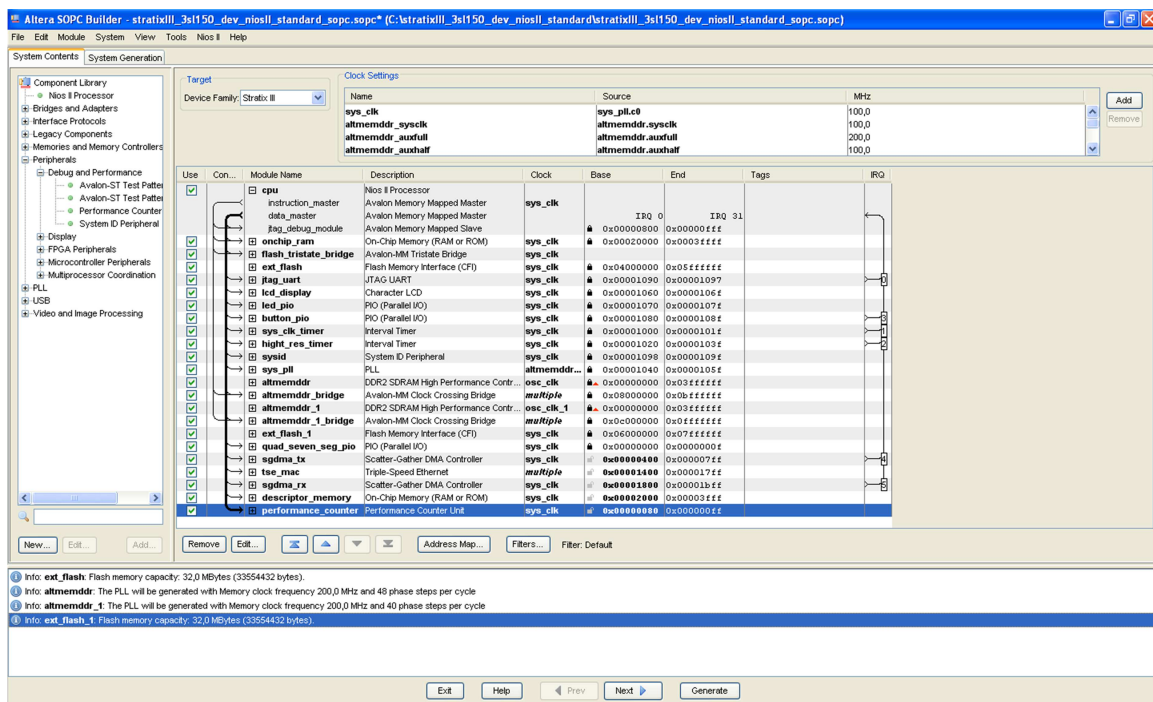 Altera SOPC Builder - stratixIII_3sl150_dev_niosII_standard_sopc.sopc* (C:\stratixIII_3sl150_dev_niosII_standard\stratixIII_3sl150_dev_niosII_standard_sopc.sopc)
File Edit Module System View Tools Nios II Help
System Contents System Generation
Component Library
Nios II Processor
Bridges and Adapters
Interface Protocols
Legacy Components
Memories and Memory Controllers
Peripherals
Debug and Performance
Avalon-ST Test Patter
Avalon-ST Test Patter
Performance Counter
System ID Peripheral
Display
FPGA Peripherals
Microcontroller Peripherals
Multiprocessor Coordination
PLL
USB
Video and Image Processing
New... Edit... Add...
Target
Device Family: Stratix III
Clock Settings
Name Source MHz
sys_clk sys_pll.c0 100,0
altmemddr_sysclk altmemddr.sysclk 100,0
altmemddr_auxfull altmemddr.auxfull 200,0
altmemddr_auxhalf altmemddr.auxhalf 100,0
Add
Remove
Use Con... Module Name Description Clock Base End Tags IRQ
cpu Nios II Processor
instruction_master Avalon Memory Mapped Master sys_clk
data_master Avalon Memory Mapped Master IRQ 0 IRQ 31
jtag_debug_module Avalon Memory Mapped Slave 0x00000800 0x00000fff
onchip_ram On-Chip Memory (RAM or ROM) sys_clk 0x00020000 0x0003ffff
flash_tristate_bridge Avalon-MM Tristate Bridge sys_clk
ext_flash Flash Memory Interface (CFI) sys_clk 0x04000000 0x05ffffff
jtag_uart JTAG UART sys_clk 0x00001090 0x00001097 0
lcd_display Character LCD sys_clk 0x00001060 0x0000106f
led_pio PIO (Parallel I/O) sys_clk 0x00001070 0x0000107f
button_pio PIO (Parallel I/O) sys_clk 0x00001080 0x0000108f 3
sys_clk_timer Interval Timer sys_clk 0x00001000 0x0000101f 1
hight_res_timer Interval Timer sys_clk 0x00001020 0x0000103f 2
sysid System ID Peripheral sys_clk 0x00001098 0x0000109f
sys_pll PLL altmemddr... 0x00001040 0x0000105f
altmemddr DDR2 SDRAM High Performance Contr... osc_clk 0x00000000 0x03ffffff
altmemddr_bridge Avalon-MM Clock Crossing Bridge multiple 0x08000000 0x0bffffff
altmemddr_1 DDR2 SDRAM High Performance Contr... osc_clk_1 0x00000000 0x03ffffff
altmemddr_1_bridge Avalon-MM Clock Crossing Bridge multiple 0x0c000000 0x0fffffff
ext_flash_1 Flash Memory Interface (CFI) sys_clk 0x06000000 0x07ffffff
quad_seven_seg_pio PIO (Parallel I/O) sys_clk 0x00000000 0x0000000f
sgdma_tx Scatter-Gather DMA Controller sys_clk 0x00000400 0x000007ff 4
tse_mac Triple-Speed Ethernet multiple 0x00001400 0x000017ff
sgdma_rx Scatter-Gather DMA Controller sys_clk 0x00001800 0x00001bff 5
descriptor_memory On-Chip Memory (RAM or ROM) sys_clk 0x00002000 0x00003fff
performance_counter Performance Counter Unit sys_clk 0x00000080 0x000000ff
Remove Edit... Address Map... Filters... Filter: Default
Info: ext_flash: Flash memory capacity: 32,0 MBytes (33554432 bytes).
Info: altmemddr: The PLL will be generated with Memory clock frequency 200,0 MHz and 48 phase steps per cycle
Info: altmemddr_1: The PLL will be generated with Memory clock frequency 200,0 MHz and 40 phase steps per cycle
Info: ext_flash_1: Flash memory capacity: 32,0 MBytes (33554432 bytes).
Exit Help Prev Next Generate